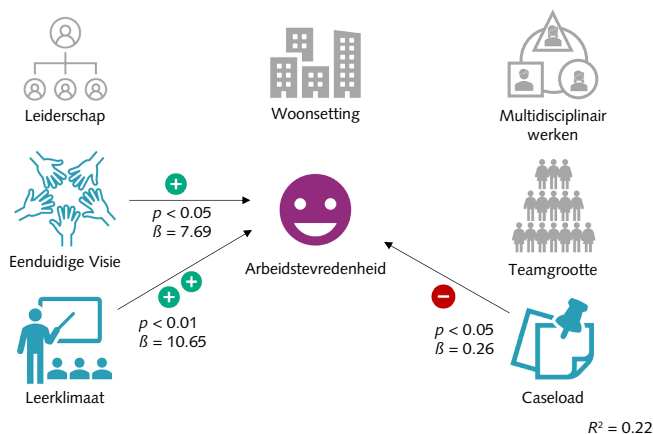 Leiderschap
Woonsetting
Multidisciplinair
werken
p < 0.05
ß = 7.69
Eenduidige Visie
Arbeidstevredenheid
Teamgrootte
p < 0.01
ß = 10.65
p < 0.05
ß = 0.26
Leerklimaat
Caseload
R² = 0.22